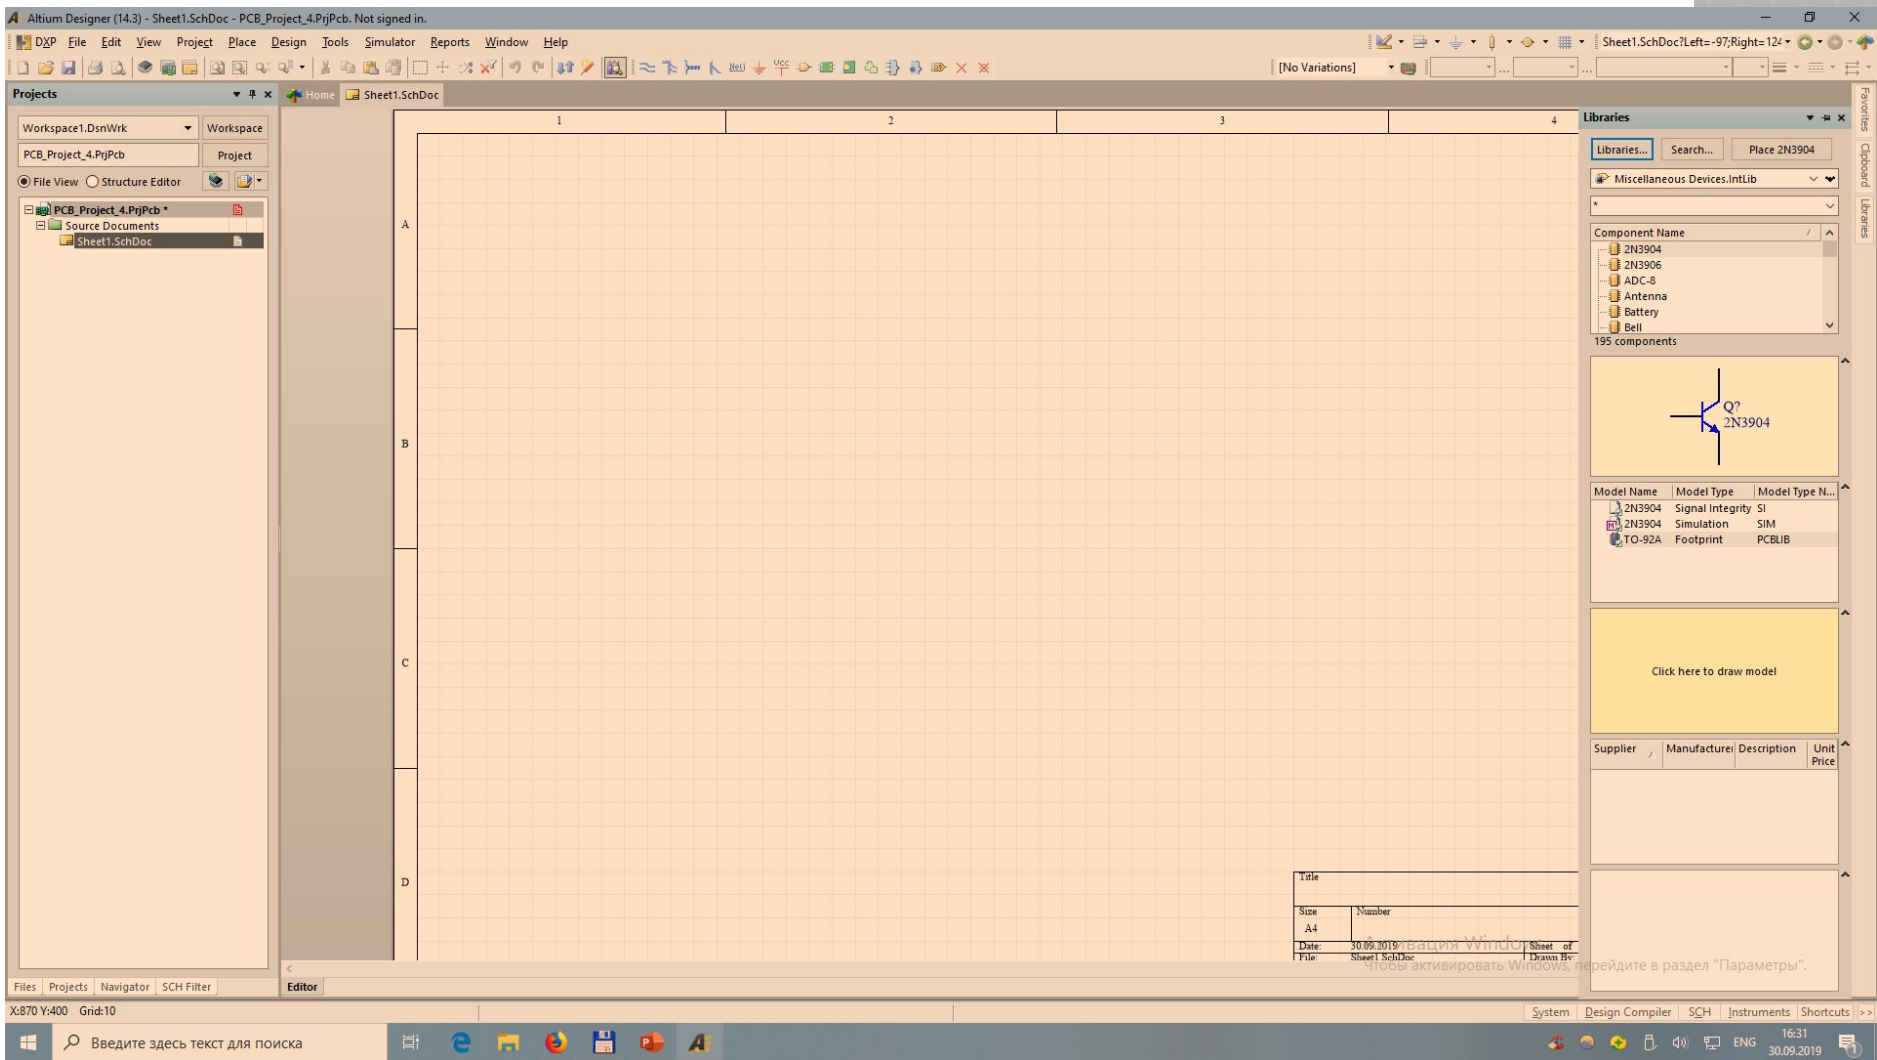 Altium Designer (14.3) - Sheet1.SchDoc - PCB_Project_4.PrjPcb. Not signed in.
DXP File Edit View Project Place Design Tools Simulator Reports Window Help
Sheet1.SchDoc?Left=-97;Right=124
[No Variations]
Projects
Home Sheet1.SchDoc
Workspace1.DsnWrk Workspace
PCB_Project_4.PrjPcb Project
File View Structure Editor
PCB_Project_4.PrjPcb *
Source Documents
Sheet1.SchDoc
1 2 3 4
A
B
C
D
Title
Size Number
A4
Date: 30.09.2019 Sheet of
File: Sheet1.SchDoc Drawn By:
Libraries
Libraries... Search... Place 2N3904
Miscellaneous Devices.IntLib
*
Component Name
2N3904
2N3906
ADC-8
Antenna
Battery
Bell
195 components
Q?
2N3904
Model Name Model Type Model Type N...
2N3904 Signal Integrity SI
2N3904 Simulation SIM
TO-92A Footprint PCBLIB
Click here to draw model
Supplier Manufacturer Description Unit Price
Favorites
Clipboard
Libraries
Активация Windows
Чтобы активировать Windows, перейдите в раздел "Параметры".
Files Projects Navigator SCH Filter
Editor
X:870 Y:400 Grid:10
System Design Compiler SCH Instruments Shortcuts >>
Введите здесь текст для поиска
ENG
16:31
30.09.2019